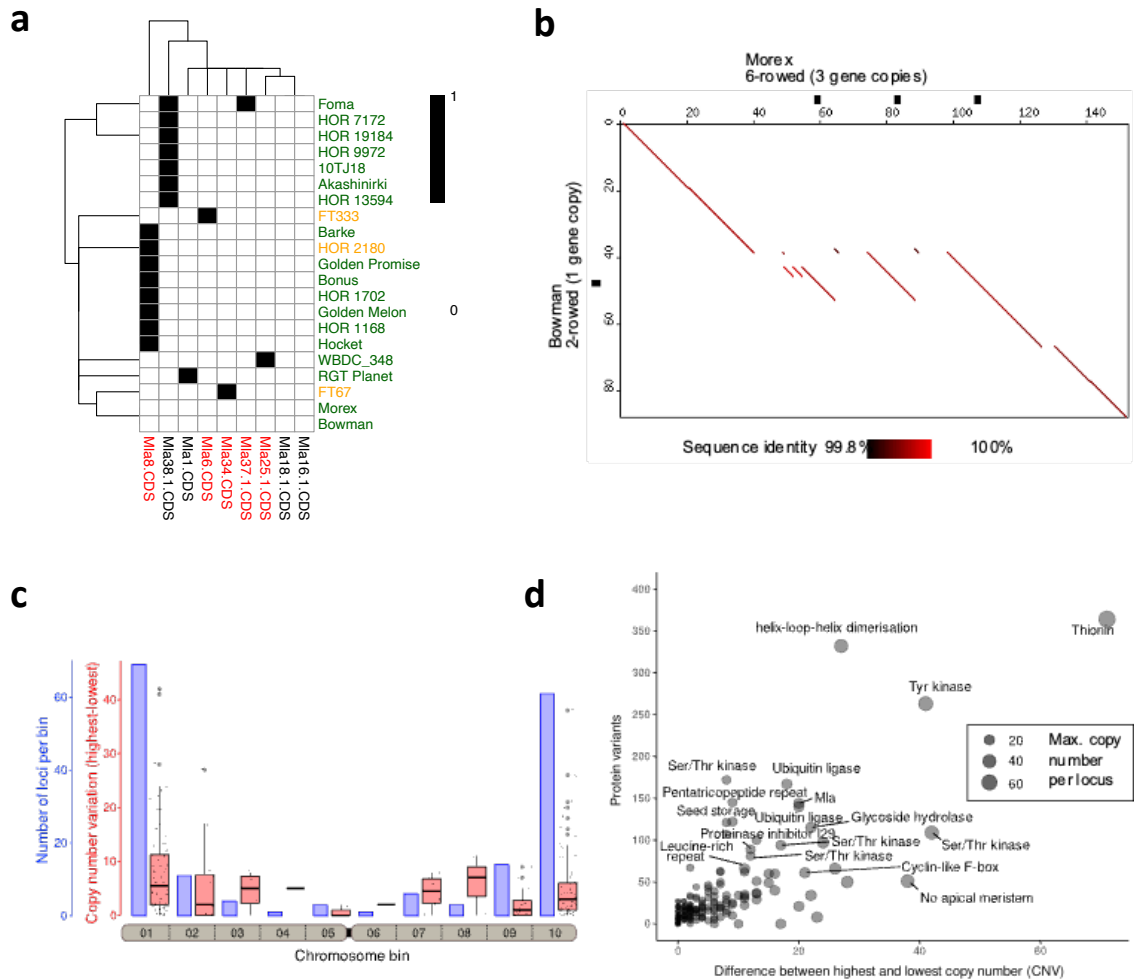 a
1
0
Foma
HOR 7172
HOR 19184
HOR 9972
10TJ18
Akashinirki
HOR 13594
FT333
Barke
HOR 2180
Golden Promise
Bonus
HOR 1702
Golden Melon
HOR 1168
Hocket
WBDC_348
RGT Planet
FT67
Morex
Bowman
Mla8.CDS
Mla38.1.CDS
Mla1.CDS
Mla6.CDS
Mla34.CDS
Mla37.1.CDS
Mla25.1.CDS
Mla18.1.CDS
Mla16.1.CDS
b
Morex
6-rowed (3 gene copies)
0 20 40 60 80 100 120 140
Bowman
2-rowed (1 gene copy)
0
20
40
60
80
Sequence identity 99.8% 100%
c
Number of loci per bin
0
20
40
60
Copy number variation (highest-lowest)
0
10
20
30
40
01 02 03 04 05 06 07 08 09 10
Chromosome bin
d
Protein variants
400
350
300
250
200
150
100
50
0
helix-loop-helix dimerisation
Thionin
Tyr kinase
20 Max. copy
40 number
60 per locus
Ser/Thr kinase
Ubiquitin ligase
Pentatricopeptide repeat
Mla
Seed storage
Ubiquitin ligase
Glycoside hydrolase
Proteinase inhibitor I29
Ser/Thr kinase
Ser/Thr kinase
Leucine-rich
repeat
Ser/Thr kinase
Cyclin-like F-box
No apical meristem
0 20 40 60
Difference between highest and lowest copy number (CNV)